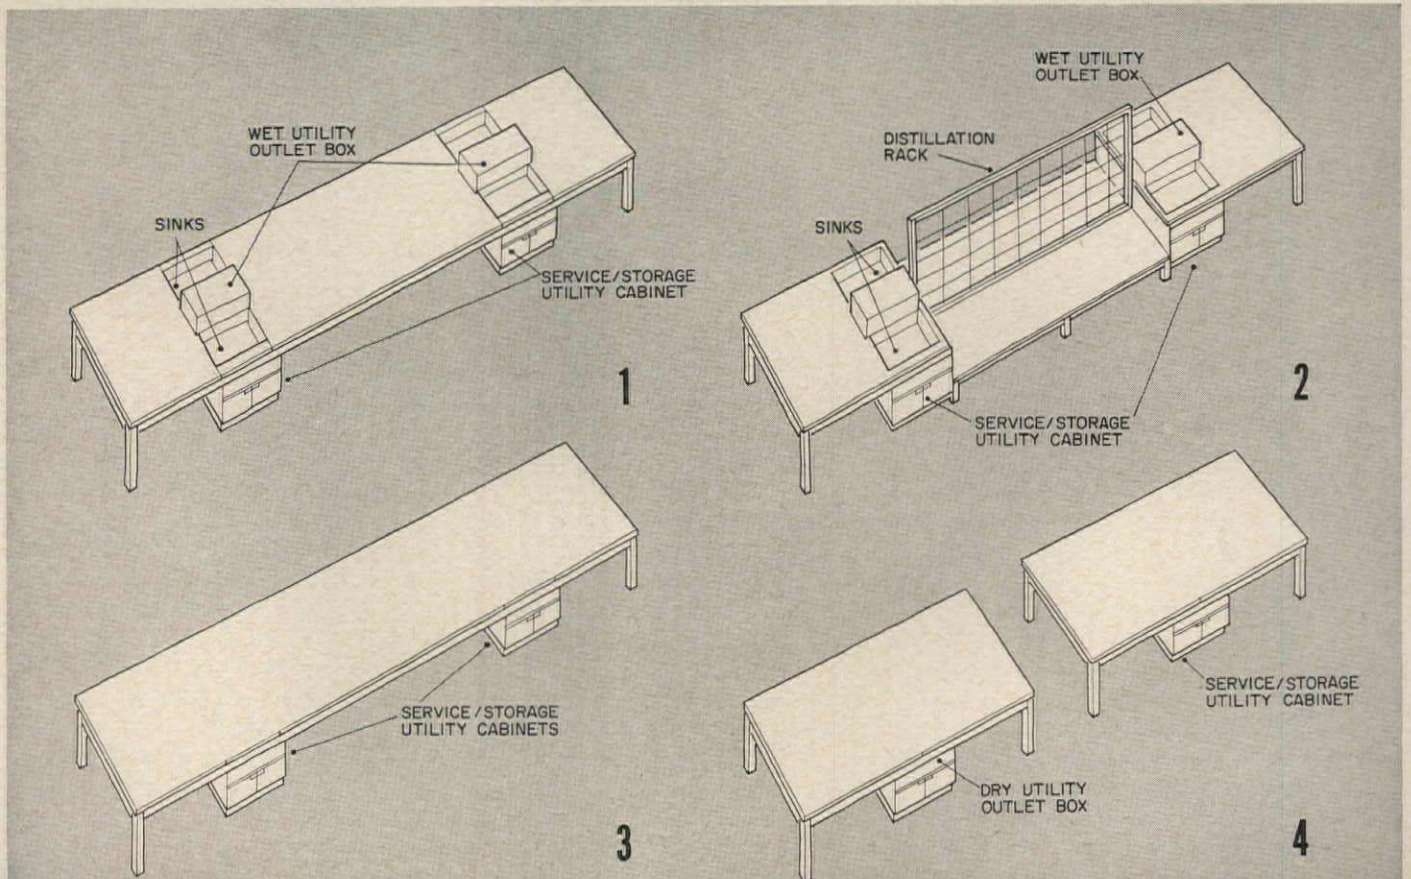 WET UTILITY
OUTLET BOX
SINKS
SERVICE/STORAGE
UTILITY CABINET
1
WET UTILITY
OUTLET BOX
DISTILLATION
RACK
SINKS
SERVICE/STORAGE
UTILITY CABINET
2
SERVICE/STORAGE
UTILITY CABINETS
3
SERVICE/STORAGE
UTILITY CABINET
DRY UTILITY
OUTLET BOX
4